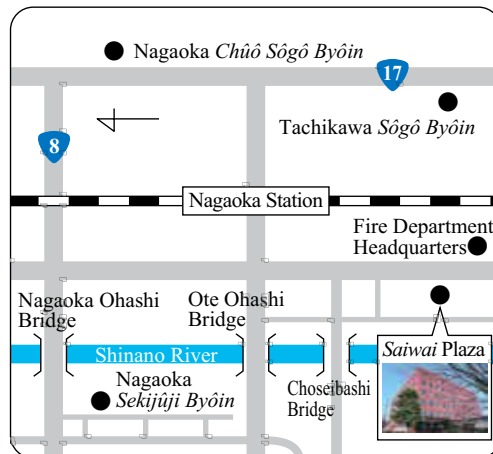 Nagaoka Chûô Sôgô Byôin
17
Tachikawa Sôgô Byôin
8
Nagaoka Station
Fire Department
Headquarters
Nagaoka Ohashi
Bridge
Ote Ohashi
Bridge
Saiwai Plaza
Shinano River
Nagaoka
Sekijûji Byôin
Choseibashi
Bridge